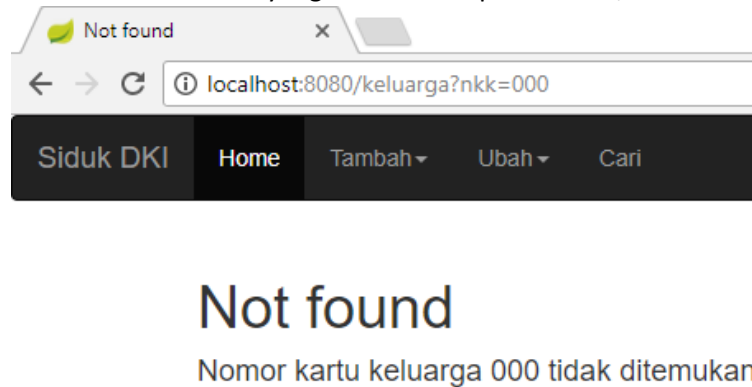 Not found
localhost:8080/keluarga?nkk=000
Siduk DKI Home Tambah Ubah Cari
Not found
Nomor kartu keluarga 000 tidak ditemukan